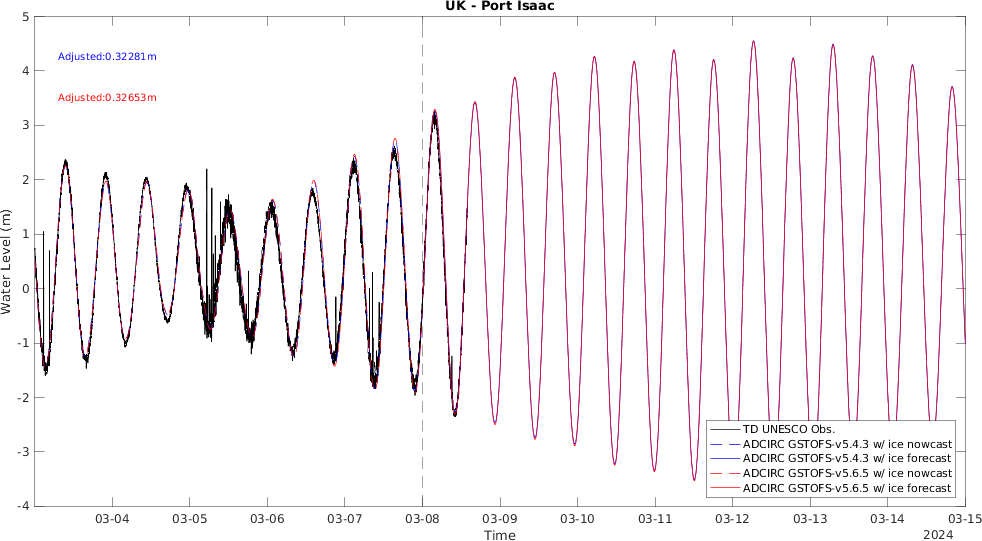 UK - Port Isaac
Adjusted:0.32281m
Adjusted:0.32653m
Water Level (m)
5
4
3
2
1
0
-1
-2
-3
-4
TD UNESCO Obs.
ADCIRC GSTOFS-v5.4.3 w/ ice nowcast
ADCIRC GSTOFS-v5.4.3 w/ ice forecast
ADCIRC GSTOFS-v5.6.5 w/ ice nowcast
ADCIRC GSTOFS-v5.6.5 w/ ice forecast
03-04 03-05 03-06 03-07 03-08 03-09 03-10 03-11 03-12 03-13 03-14 03-15
Time
2024